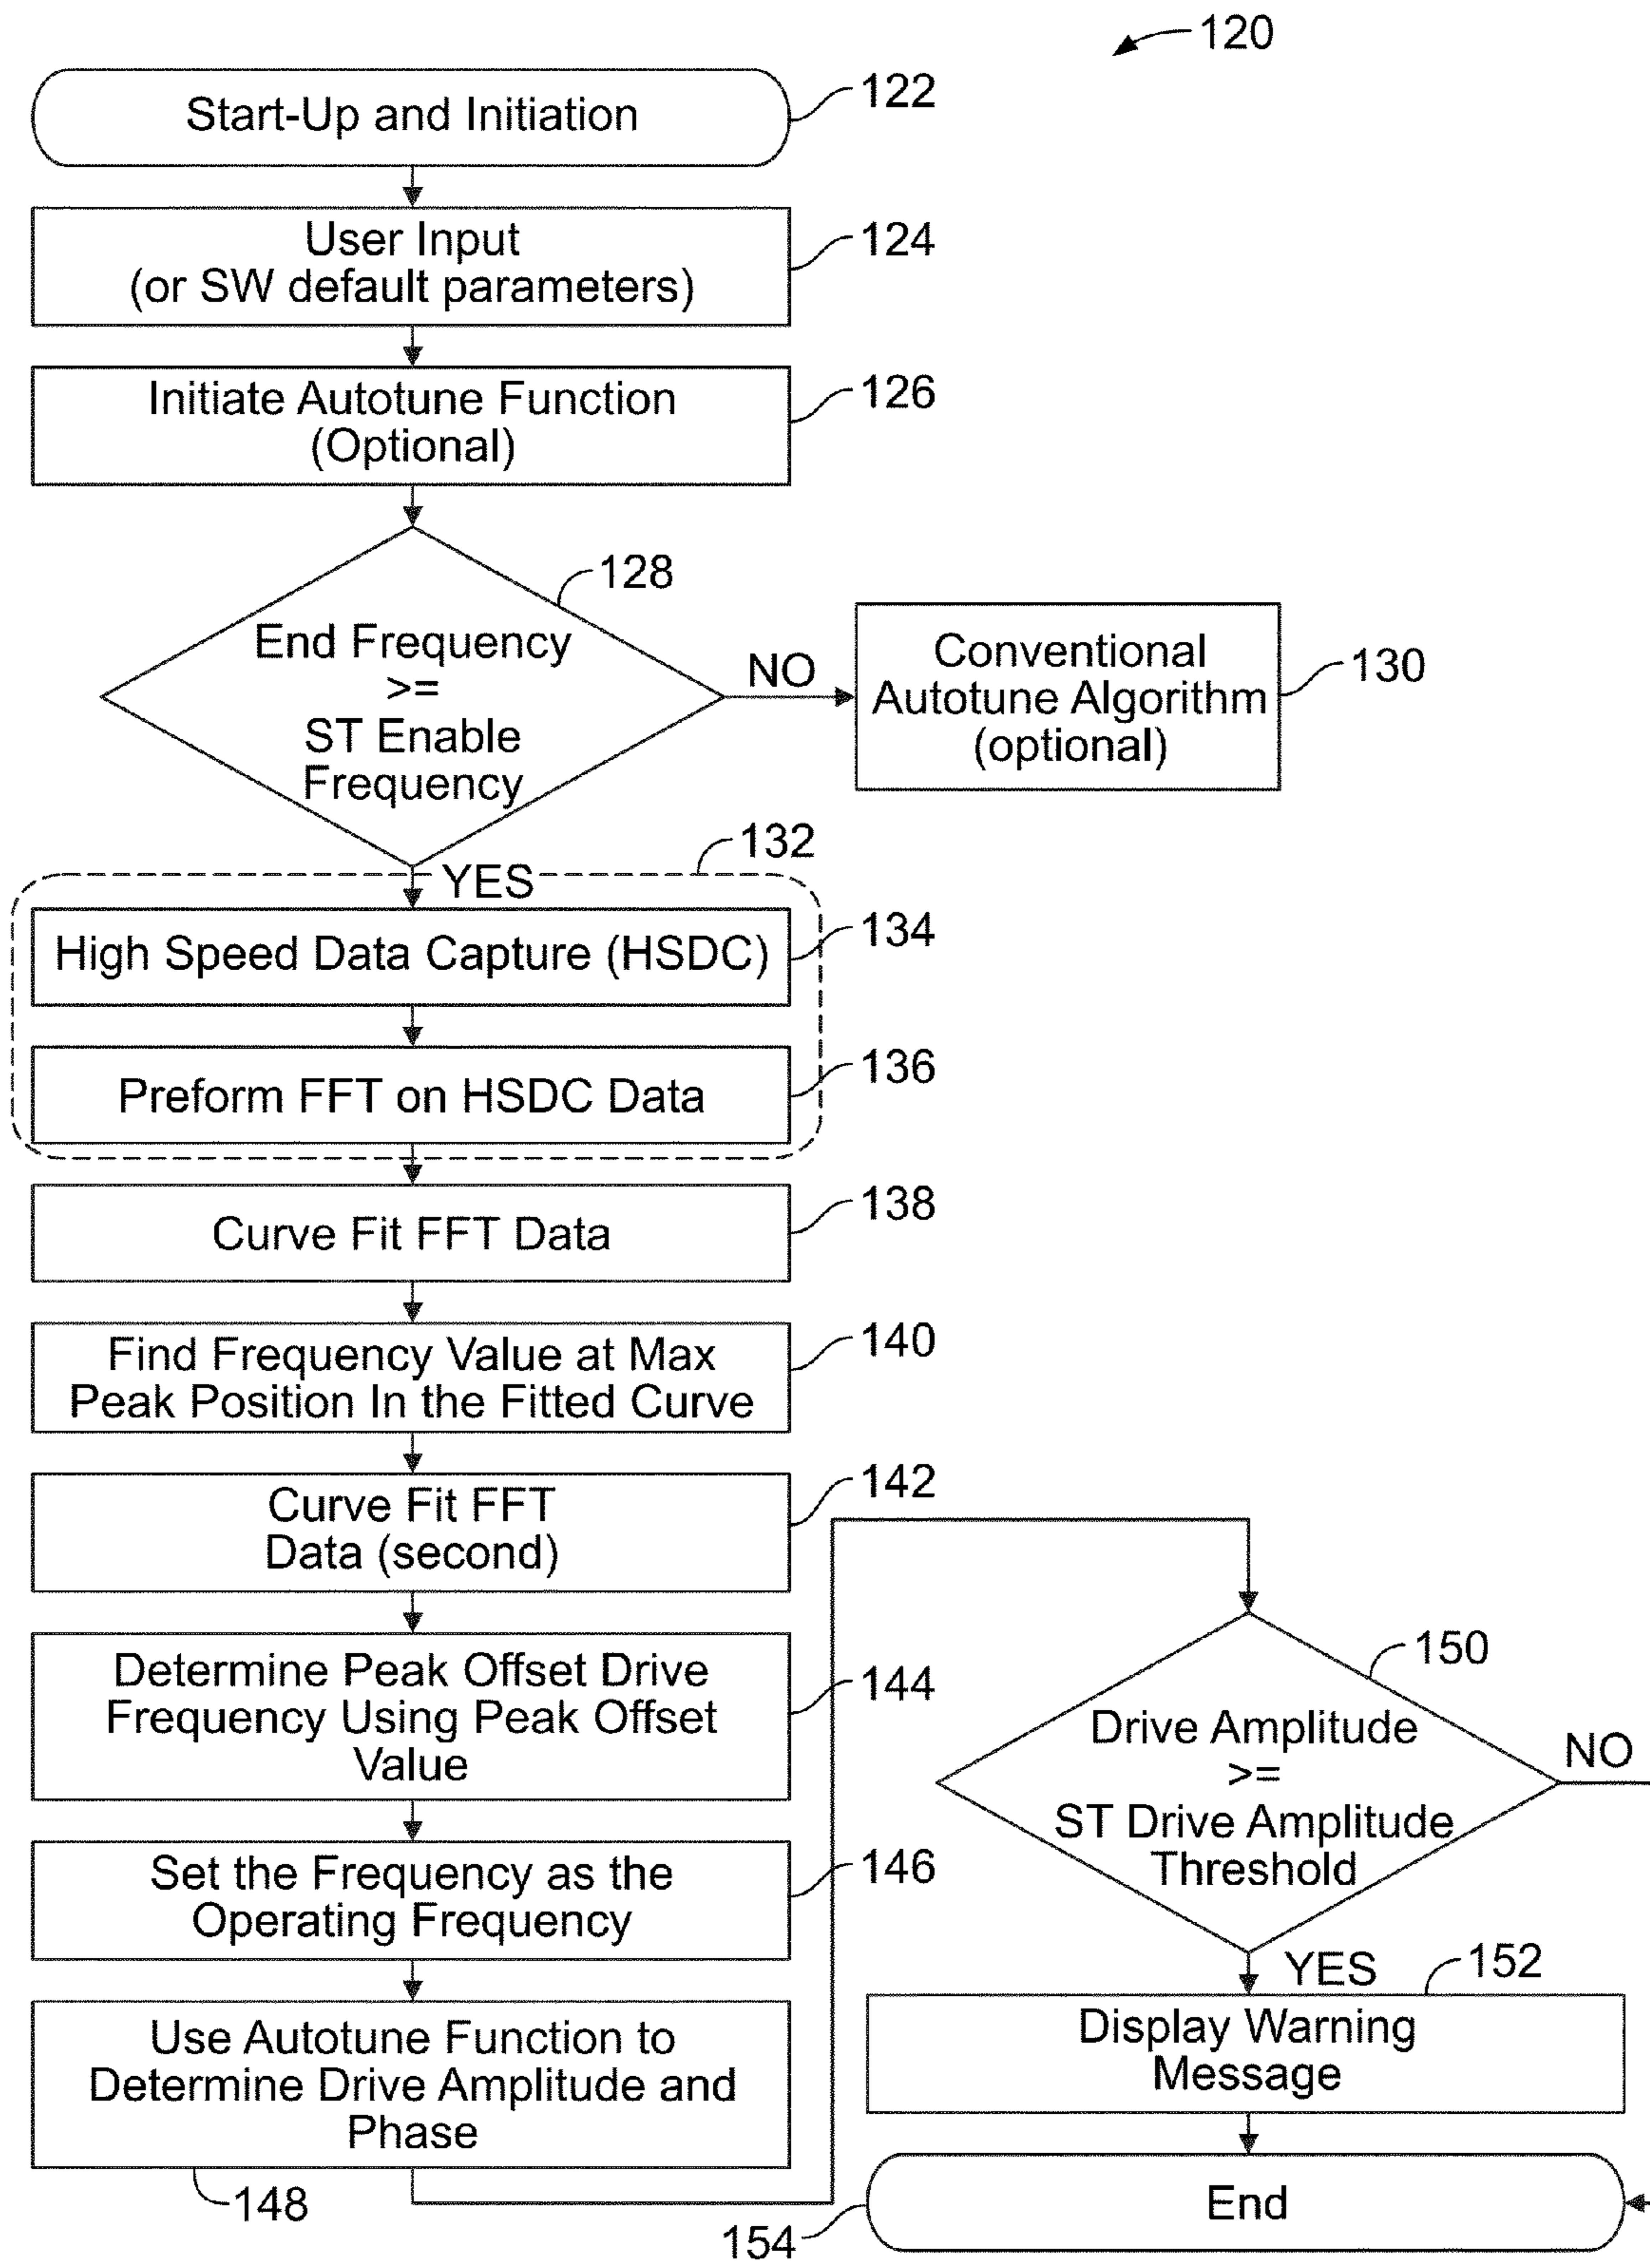 120
Start-Up and Initiation
122
User Input
(or SW default parameters)
124
Initiate Autotune Function
(Optional)
126
128
End Frequency
>=
ST Enable
Frequency
NO
Conventional
Autotune Algorithm
(optional)
130
132
YES
High Speed Data Capture (HSDC)
134
Preform FFT on HSDC Data
136
Curve Fit FFT Data
138
Find Frequency Value at Max
Peak Position In the Fitted Curve
140
Curve Fit FFT
Data (second)
142
Determine Peak Offset Drive
Frequency Using Peak Offset
Value
144
Set the Frequency as the
Operating Frequency
146
Use Autotune Function to
Determine Drive Amplitude and
Phase
148
150
Drive Amplitude
>=
ST Drive Amplitude
Threshold
NO
YES
152
Display Warning
Message
End
154